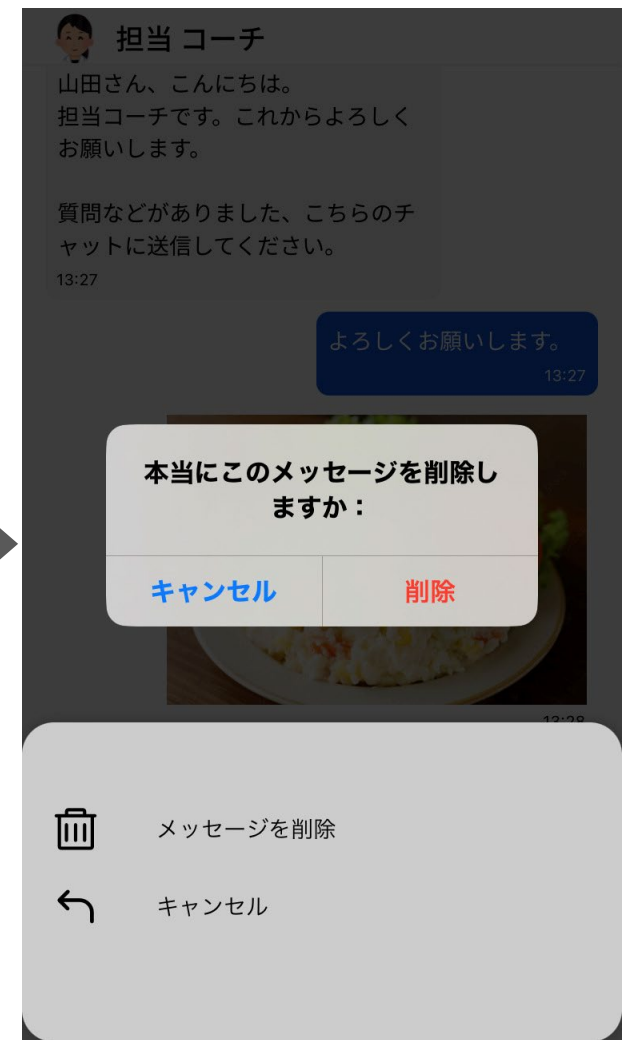 担当 コーチ
山田さん、こんにちは。
担当コーチです。これからよろしく
お願いします。
質問などがありました、こちらのチ
ャットに送信してください。
13:27
よろしくお願いします。
13:27
本当にこのメッセージを削除し
ますか：
キャンセル
削除
13:28
メッセージを削除
キャンセル